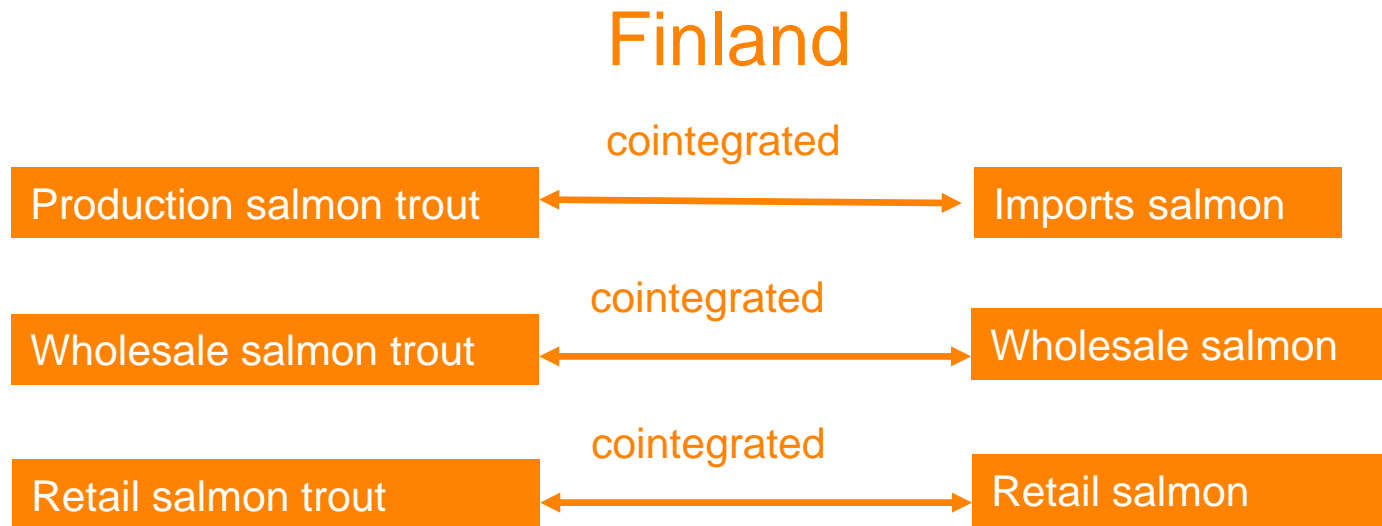 Finland
cointegrated
Production salmon trout
Imports salmon
cointegrated
Wholesale salmon trout
Wholesale salmon
cointegrated
Retail salmon trout
Retail salmon